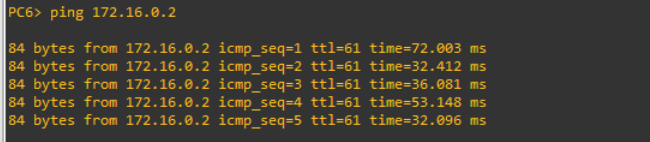 PC6> ping 172.16.0.2
84 bytes from 172.16.0.2 icmp_seq=1 ttl=61 time=72.003 ms
84 bytes from 172.16.0.2 icmp_seq=2 ttl=61 time=32.412 ms
84 bytes from 172.16.0.2 icmp_seq=3 ttl=61 time=36.081 ms
84 bytes from 172.16.0.2 icmp_seq=4 ttl=61 time=53.148 ms
84 bytes from 172.16.0.2 icmp_seq=5 ttl=61 time=32.096 ms